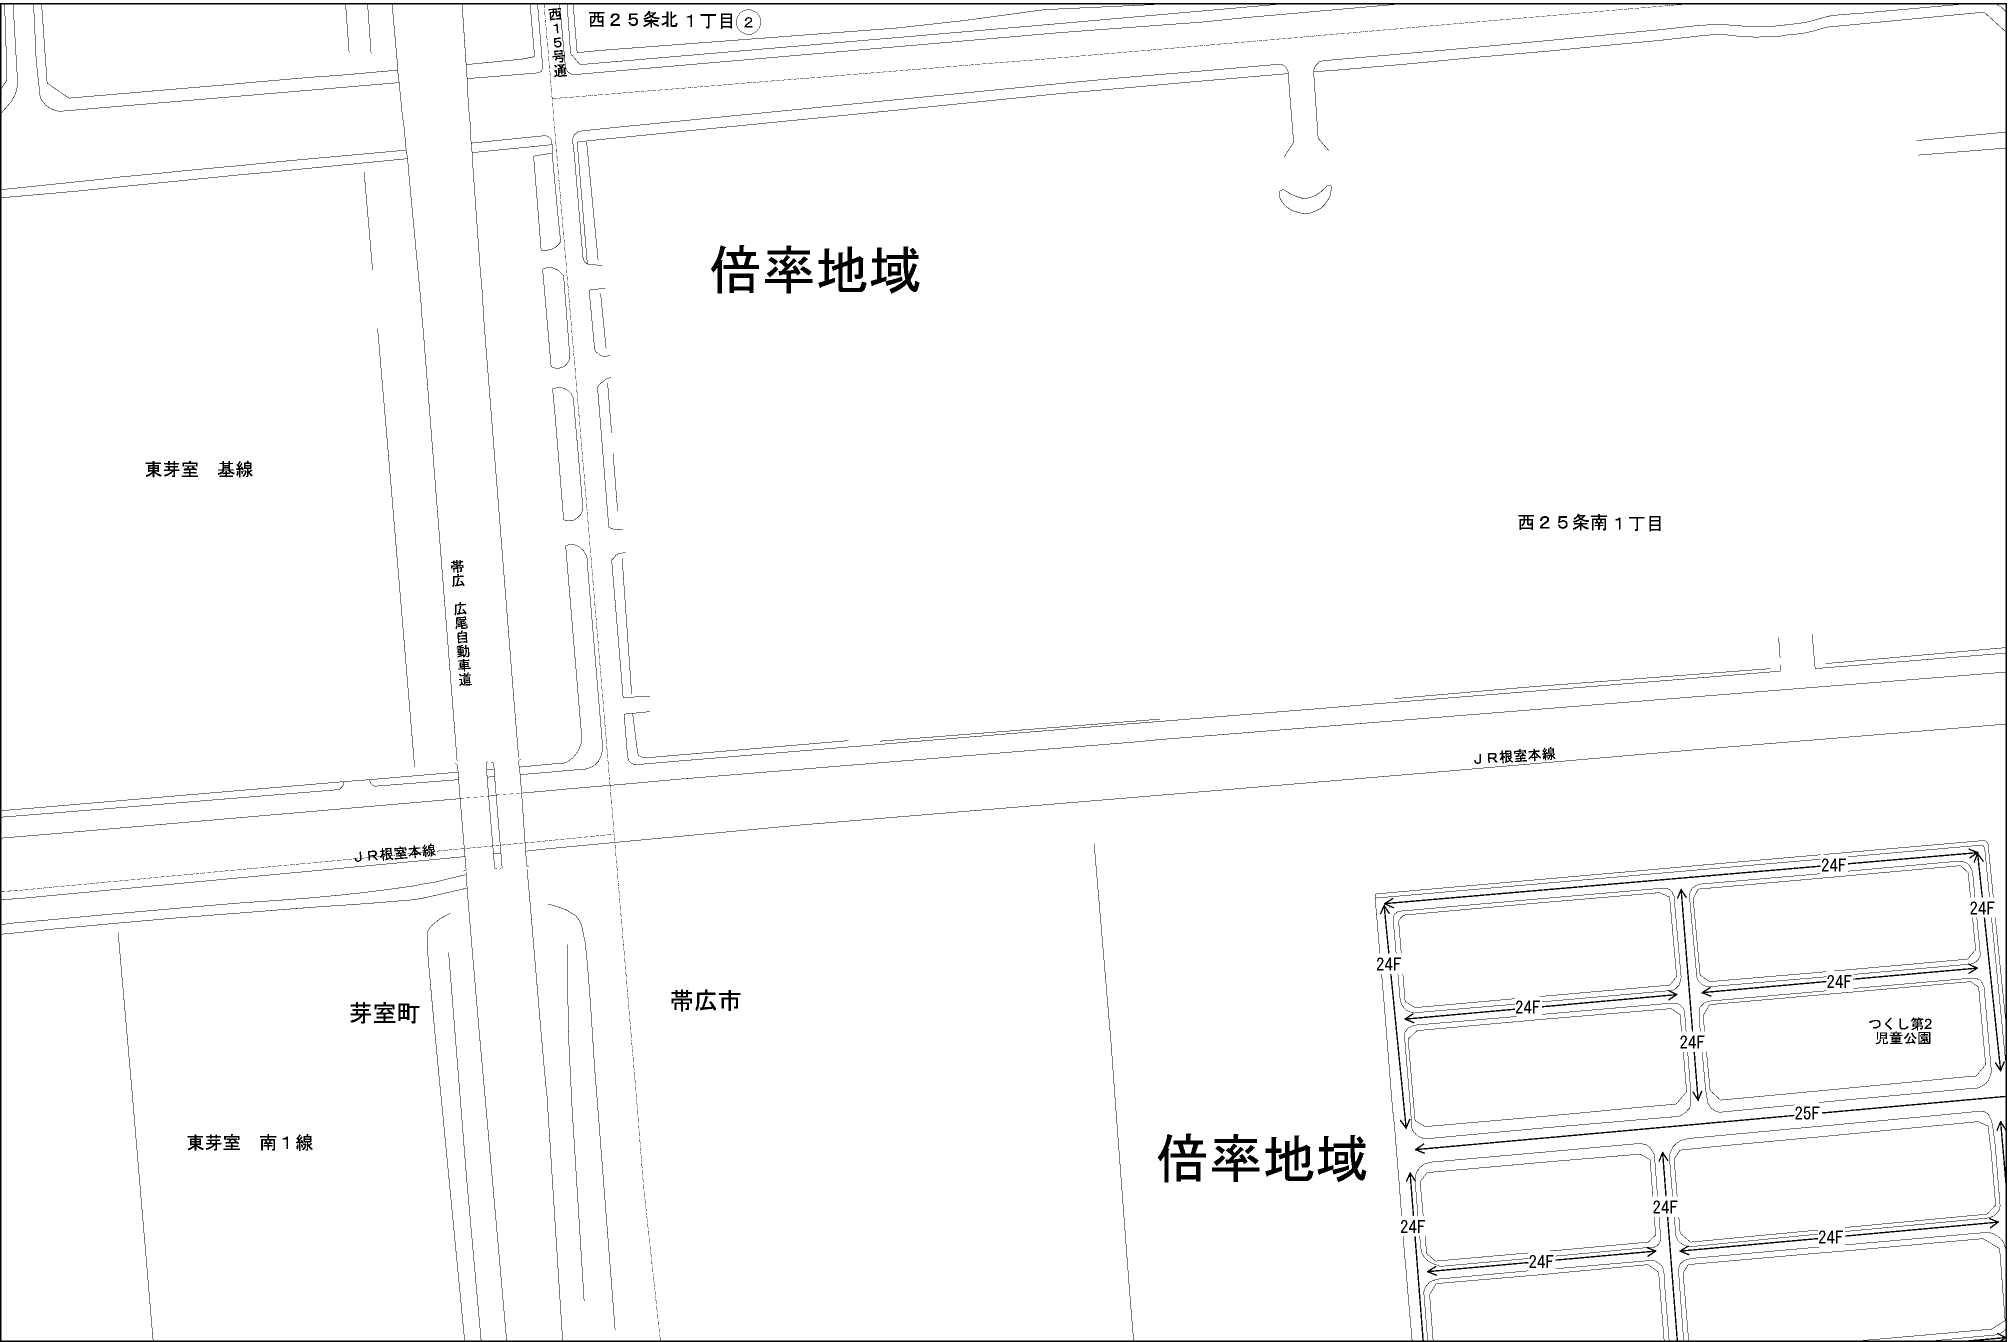 西２５条北１丁目②
西１５号通
倍率地域
東芽室　基線
西２５条南１丁目
帯広　広尾自動車道
ＪＲ根室本線
ＪＲ根室本線
24F
24F
24F
24F
24F
芽室町
帯広市
つくし第2
児童公園
24F
25F
東芽室　南１線
倍率地域
24F
24F
24F
24F